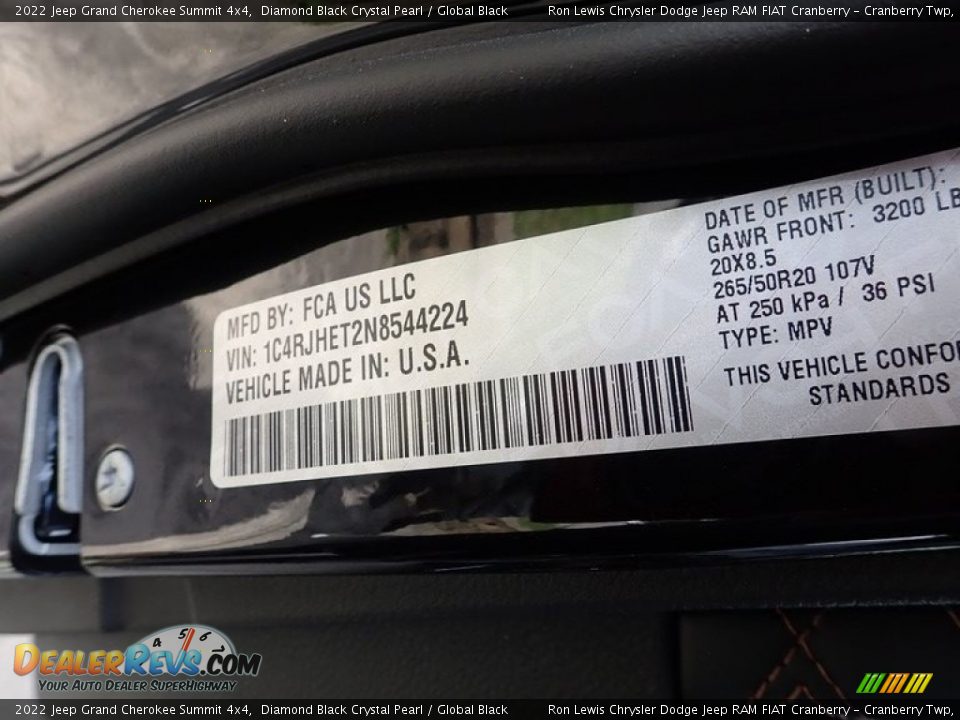 2022 Jeep Grand Cherokee Summit 4x4, Diamond Black Crystal Pearl / Global Black Ron Lewis Chrysler Dodge Jeep RAM FIAT Cranberry – Cranberry Twp,
MFD BY: FCA US LLC
VIN: 1C4RJHET2N8544224
VEHICLE MADE IN: U.S.A.
DATE OF MFR (BUILT):
GAWR FRONT: 3200 LB
20X8.5
265/50R20 107V
AT 250 kPa / 36 PSI
TYPE: MPV
THIS VEHICLE CONFO
STANDARDS
4 5 6
DEALERREVS.COM
YOUR AUTO DEALER SUPERHIGHWAY
2022 Jeep Grand Cherokee Summit 4x4, Diamond Black Crystal Pearl / Global Black Ron Lewis Chrysler Dodge Jeep RAM FIAT Cranberry – Cranberry Twp,